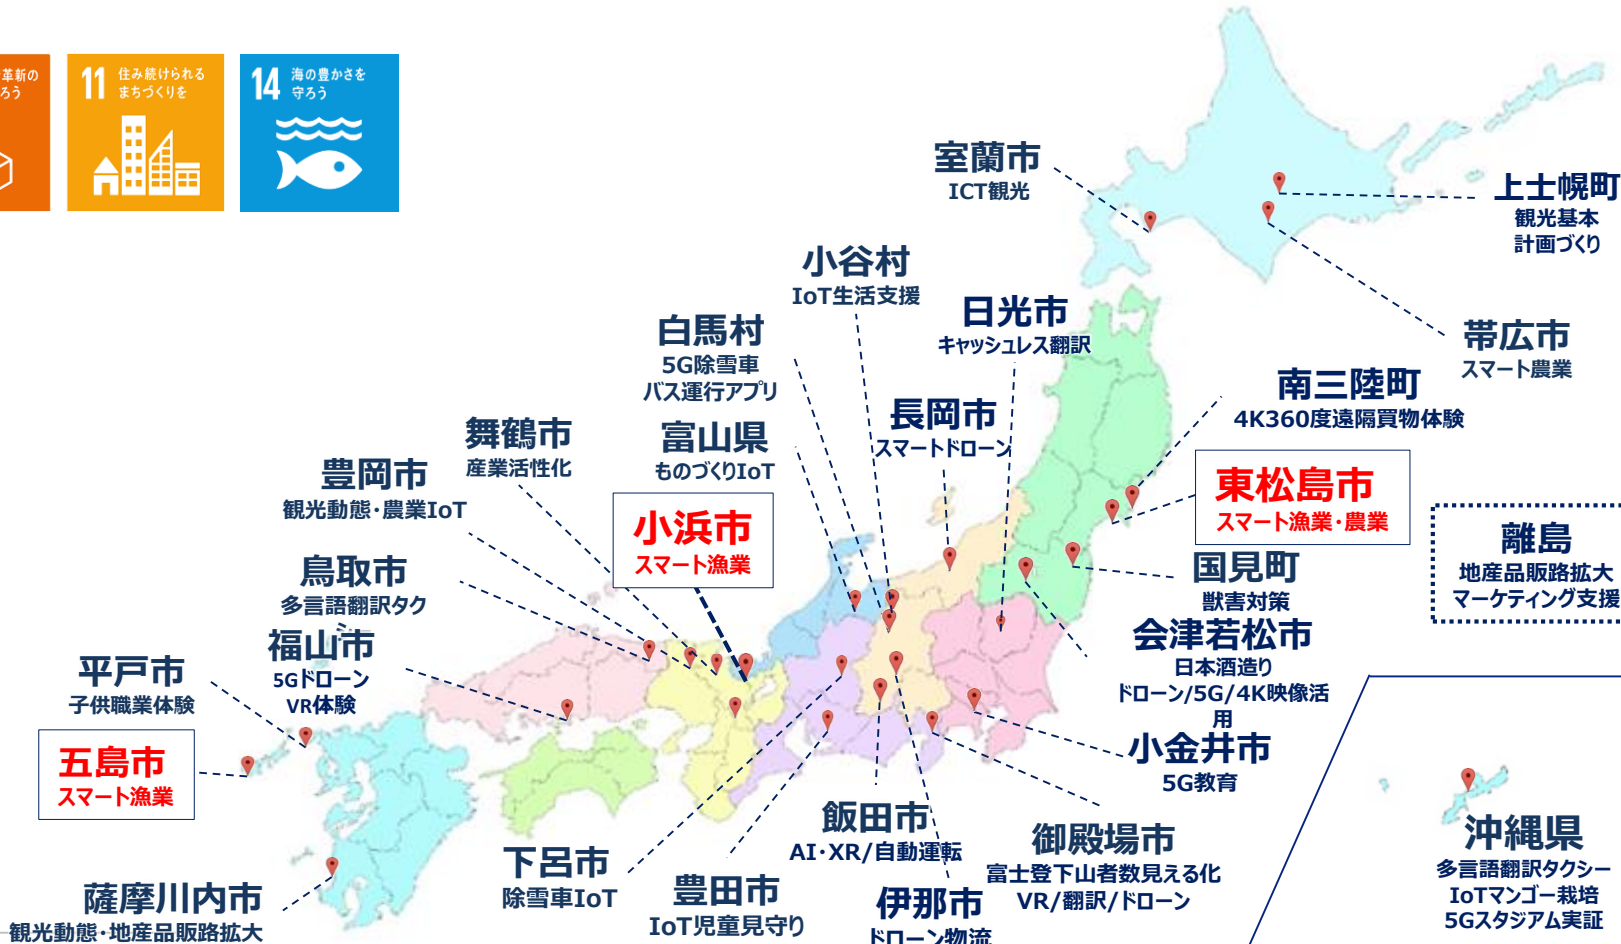 革新の
ろう
11 住み続けられる
まちづくりを
14 海の豊かさを
守ろう
室蘭市
ICT観光
上士幌町
観光基本
計画づくり
小谷村
IoT生活支援
日光市
キャッシュレス翻訳
帯広市
スマート農業
白馬村
5G除雪車
バス運行アプリ
南三陸町
4K360度遠隔買物体験
長岡市
スマートドローン
富山県
ものづくりIoT
舞鶴市
産業活性化
豊岡市
観光動態・農業IoT
東松島市
スマート漁業・農業
小浜市
スマート漁業
離島
地産品販路拡大
マーケティング支援
鳥取市
多言語翻訳タク
国見町
獣害対策
福山市
5Gドローン
VR体験
会津若松市
日本酒造り
ドローン/5G/4K映像活
用
平戸市
子供職業体験
小金井市
5G教育
五島市
スマート漁業
飯田市
AI・XR/自動運転
御殿場市
富士登下山者数見える化
VR/翻訳/ドローン
沖縄県
多言語翻訳タクシー
IoTマンゴー栽培
5Gスタジアム実証
下呂市
除雪車IoT
豊田市
IoT児童見守り
伊那市
ドローン物流
薩摩川内市
観光動態・地産品販路拡大